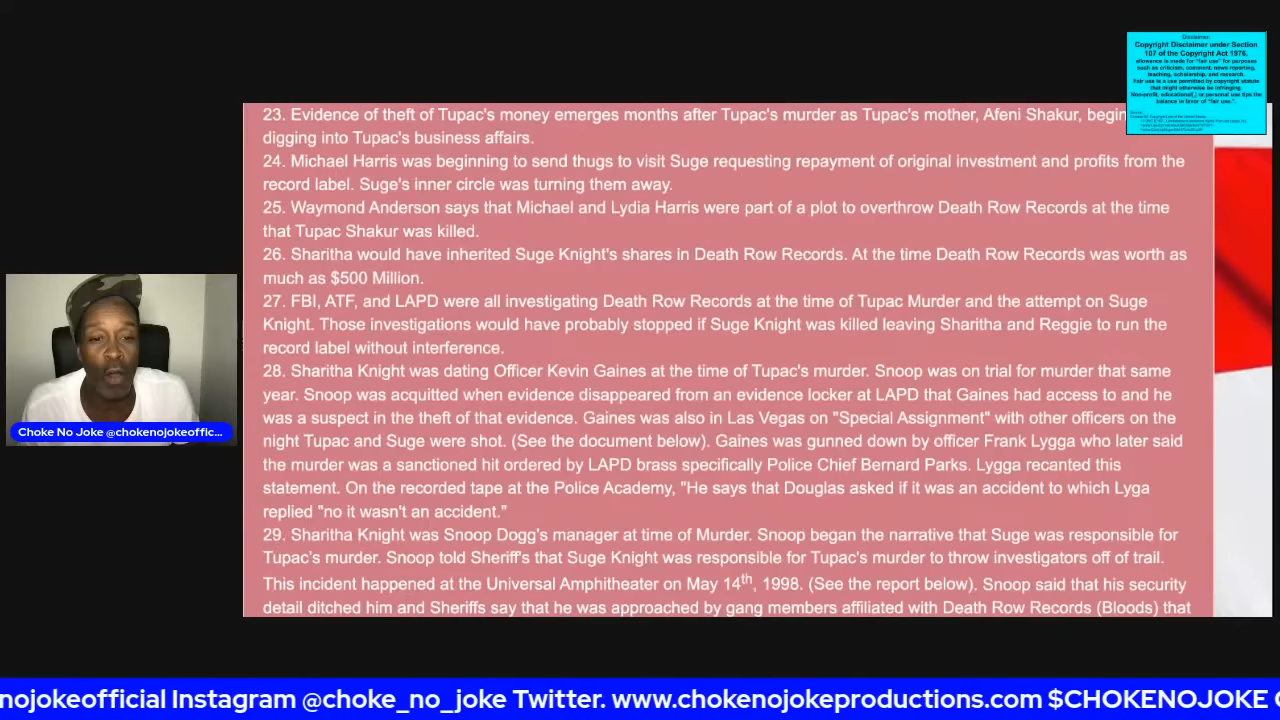 Disclaimer:
Copyright Disclaimer under Section
107 of the Copyright Act 1976,
allowance is made for "fair use" for purposes
such as criticism, comment, news reporting,
teaching, scholarship, and research.
Fair use is a use permitted by copyright statute
that might otherwise be infringing.
Non-profit, educational[,] or personal use tips the
balance in favor of "fair use.".
23. Evidence of theft of Tupac's money emerges months after Tupac's murder as Tupac's mother, Afeni Shakur, begin
digging into Tupac's business affairs.
24. Michael Harris was beginning to send thugs to visit Suge requesting repayment of original investment and profits from the
record label. Suge's inner circle was turning them away.
25. Waymond Anderson says that Michael and Lydia Harris were part of a plot to overthrow Death Row Records at the time
that Tupac Shakur was killed.
26. Sharitha would have inherited Suge Knight's shares in Death Row Records. At the time Death Row Records was worth as
much as $500 Million.
27. FBI, ATF, and LAPD were all investigating Death Row Records at the time of Tupac Murder and the attempt on Suge
Knight. Those investigations would have probably stopped if Suge Knight was killed leaving Sharitha and Reggie to run the
record label without interference.
28. Sharitha Knight was dating Officer Kevin Gaines at the time of Tupac's murder. Snoop was on trial for murder that same
year. Snoop was acquitted when evidence disappeared from an evidence locker at LAPD that Gaines had access to and he
was a suspect in the theft of that evidence. Gaines was also in Las Vegas on "Special Assignment" with other officers on the
night Tupac and Suge were shot. (See the document below). Gaines was gunned down by officer Frank Lygga who later said
the murder was a sanctioned hit ordered by LAPD brass specifically Police Chief Bernard Parks. Lygga recanted this
statement. On the recorded tape at the Police Academy, "He says that Douglas asked if it was an accident to which Lyga
replied "no it wasn't an accident."
29. Sharitha Knight was Snoop Dogg's manager at time of Murder. Snoop began the narrative that Suge was responsible for
Tupac's murder. Snoop told Sheriff's that Suge Knight was responsible for Tupac's murder to throw investigators off of trail.
This incident happened at the Universal Amphitheater on May 14th, 1998. (See the report below). Snoop said that his security
detail ditched him and Sheriffs say that he was approached by gang members affiliated with Death Row Records (Bloods) that
Choke No Joke @chokenojokeoffic...
nojokeofficial Instagram @choke_no_joke Twitter. www.chokenojokeproductions.com $CHOKENOJOKE